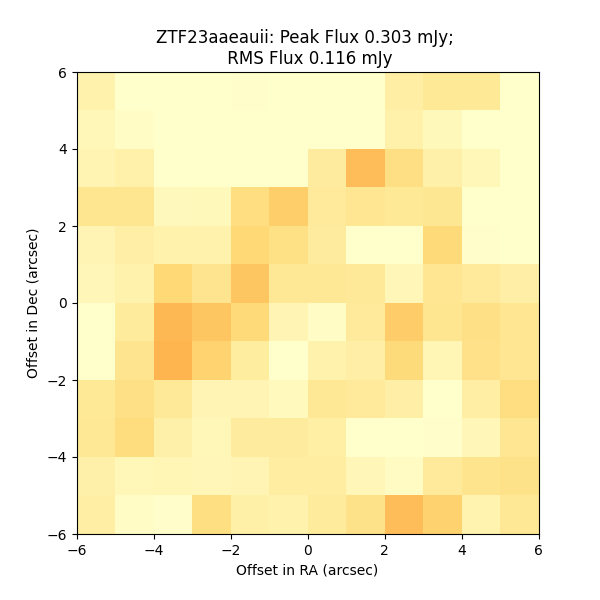 ZTF23aaeauii: Peak Flux 0.303 mJy;
RMS Flux 0.116 mJy
6
4
2
0
−2
−4
−6
Offset in Dec (arcsec)
−6 −4 −2 0 2 4 6
Offset in RA (arcsec)